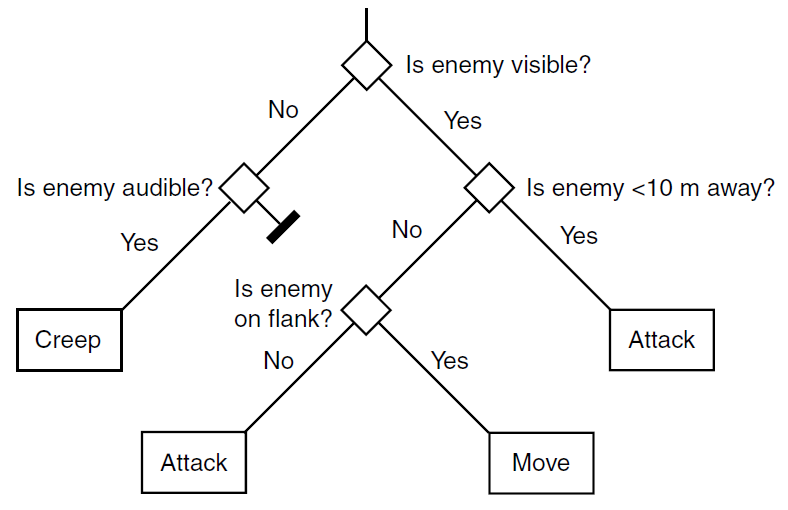 Is enemy visible?
No
Yes
Is enemy audible?
Is enemy <10 m away?
Yes
No
Yes
Is enemy
on flank?
Creep
Attack
No
Yes
Attack
Move